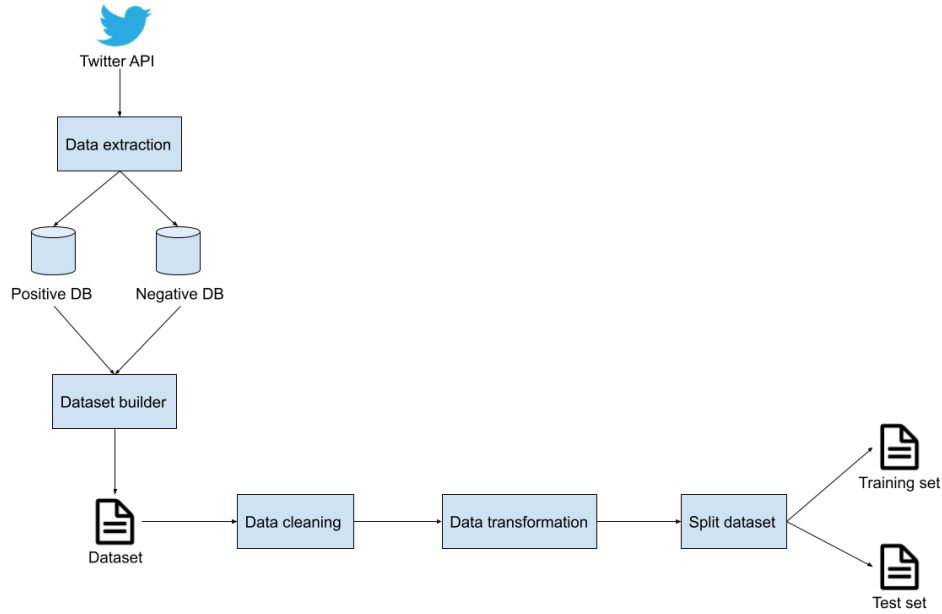 Twitter API
Data extraction
Positive DB
Negative DB
Dataset builder
Dataset
Data cleaning
Data transformation
Split dataset
Training set
Test set